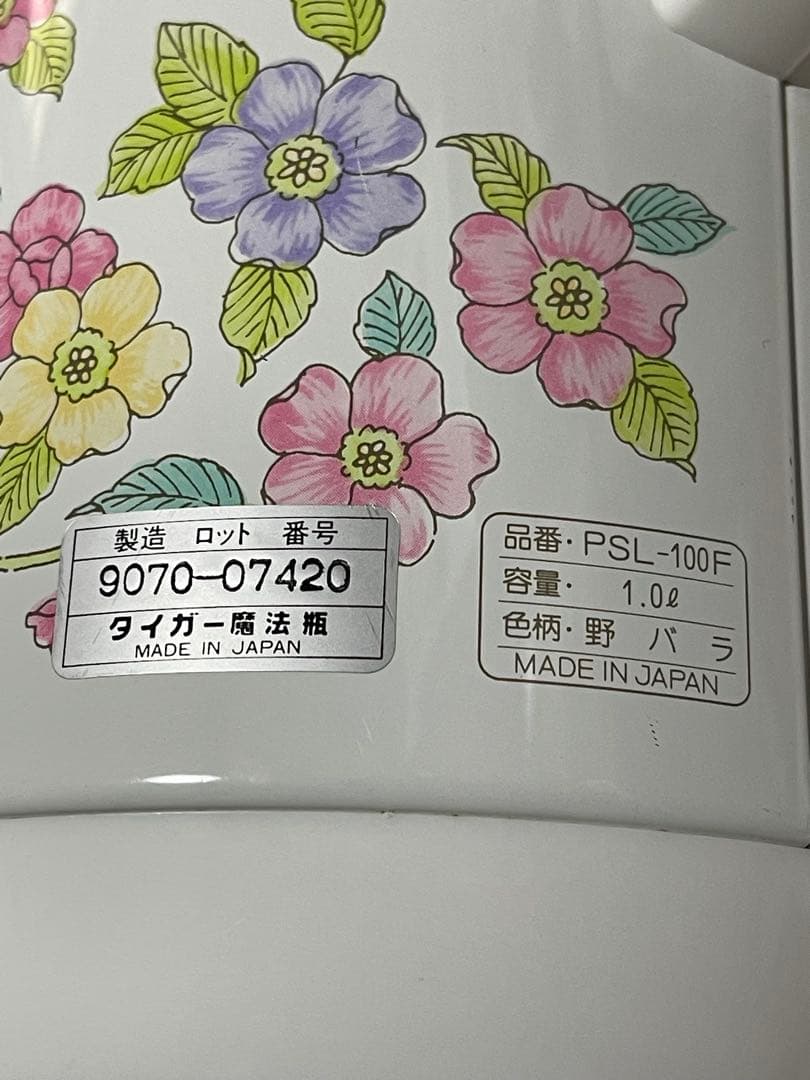 製造 ロット 番号
9070-07420
タイガー魔法瓶
MADE IN JAPAN
品番・PSL-100F
容量・ 1.0ℓ
色柄・野 バ ラ
MADE IN JAPAN